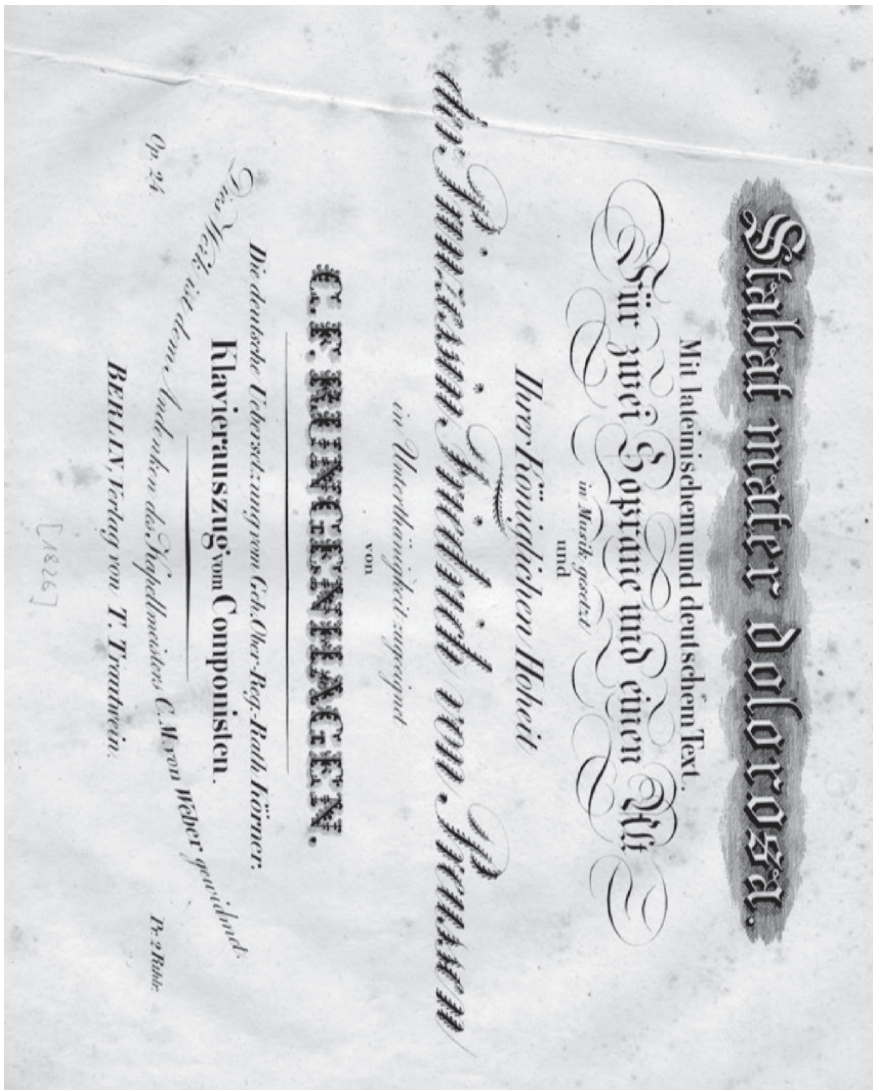 Stabat mater dolorosa.
Mit lateinischem und deutschem Text.
Für zwei Soprane und einen Alt
in Musik gesetzt
und
Ihrer Königlichen Hoheit
der Prinzessin Friedrich von Preussen
in Unterthänigkeit zugeeignet
von
C. F. RUNGENHAGEN.
Die deutsche Uebersetzung vom Geh. Ober-Reg.-Rath Körner.
Klavierauszug vom Componisten.
Dies Werk ist dem Andenken des Kapellmeisters C. M. von Weber gewidmet.
Op. 24
Pr. 2 Rthlr.
BERLIN, Verlag von T. Trautwein.
[1826]